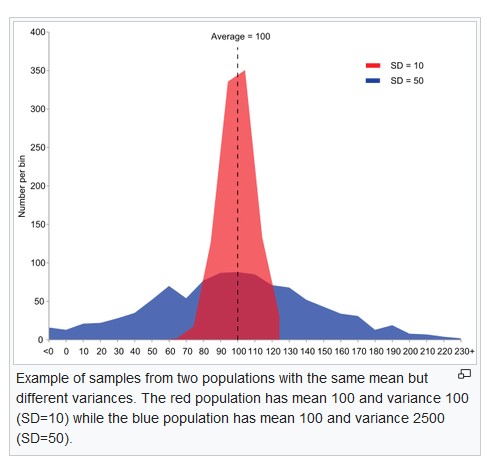 Average = 100
400
350
300
250
200
150
100
50
0
Number per bin
SD = 10
SD = 50
<0 0 10 20 30 40 50 60 70 80 90 100 110 120 130 140 150 160 170 180 190 200 210 220 230+
Example of samples from two populations with the same mean but
different variances. The red population has mean 100 and variance 100
(SD=10) while the blue population has mean 100 and variance 2500
(SD=50).